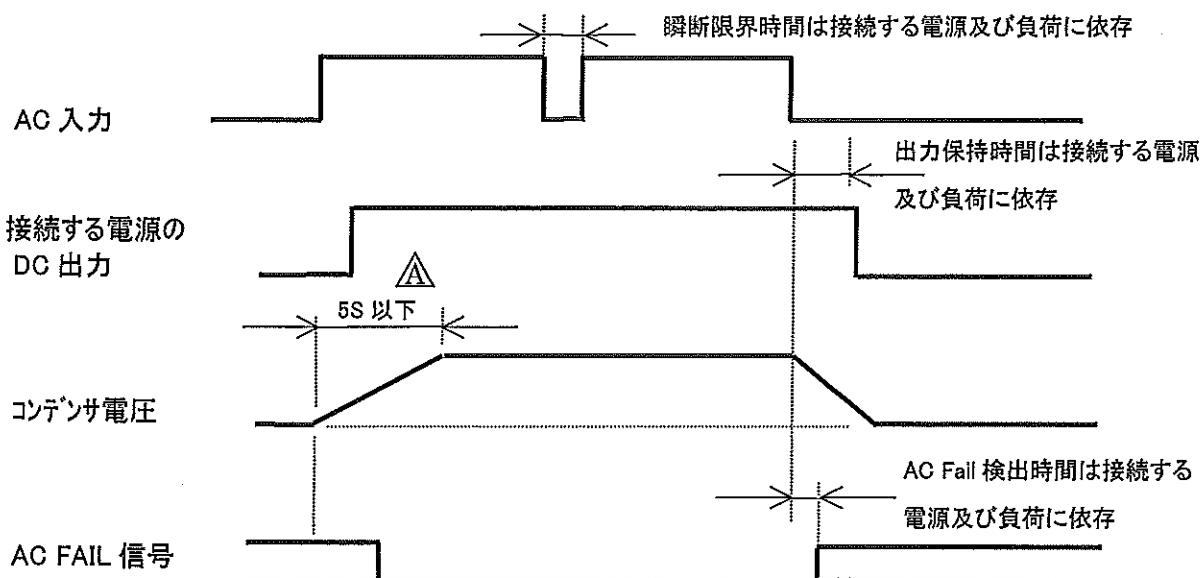 瞬断限界時間は接続する電源及び負荷に依存
AC 入力
出力保持時間は接続する電源
及び負荷に依存
接続する電源の
DC 出力
A
5S 以下
コンデンサ電圧
AC Fail 検出時間は接続する
電源及び負荷に依存
AC FAIL 信号